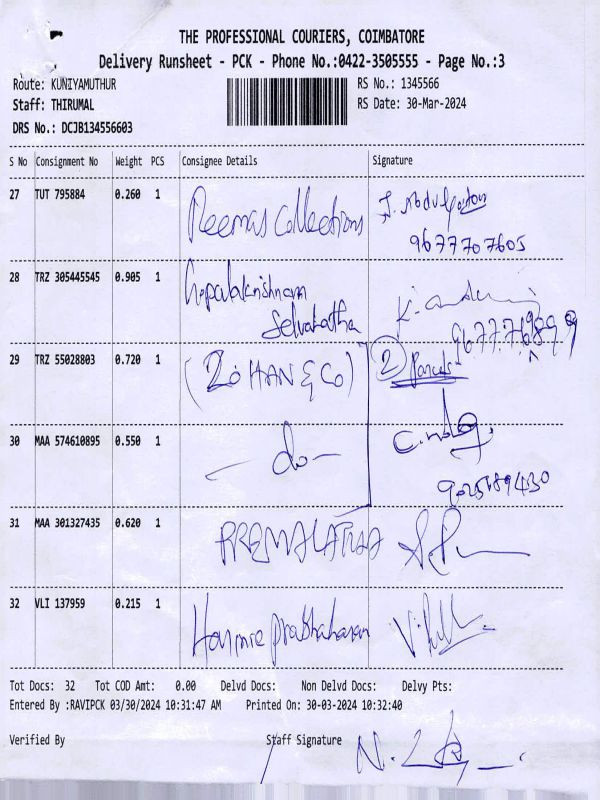 THE PROFESSIONAL COURIERS, COIMBATORE
Delivery Runsheet - PCK - Phone No.:0422-3505555 - Page No.:3
Route: KUNIYAMUTHUR RS No.: 1345566
Staff: THIRUMAL RS Date: 30-Mar-2024
DRS No.: DCJB134556603
S No Consignment No Weight PCS Consignee Details Signature
27 TUT 795884 0.260 1 Reemas Collections
9677707605
28 TRZ 305445545 0.905 1 Gopalakrishnan
Selvalatha
29 TRZ 55028803 0.720 1 (ZOHAN & CO) 2 Parcels
30 MAA 574610895 0.550 1 - do -
9025189430
31 MAA 301327435 0.620 1 PREMALATHA
32 VLI 137959 0.215 1 Harmie Prabhaharan
Tot Docs: 32 Tot COD Amt: 0.00 Delvd Docs: Non Delvd Docs: Delvy Pts:
Entered By :RAVIPCK 03/30/2024 10:31:47 AM Printed On: 30-03-2024 10:32:40
Verified By Staff Signature